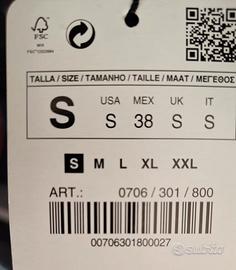 FSC
TALLA / SIZE / TAMANHO / TAILLE / MAAT / ΜΕΓΕΘΟΣ
S
USA MEX UK IT
S 38 S S
S M L XL XXL
ART.: 0706 / 301 / 800
00706301800027
subito